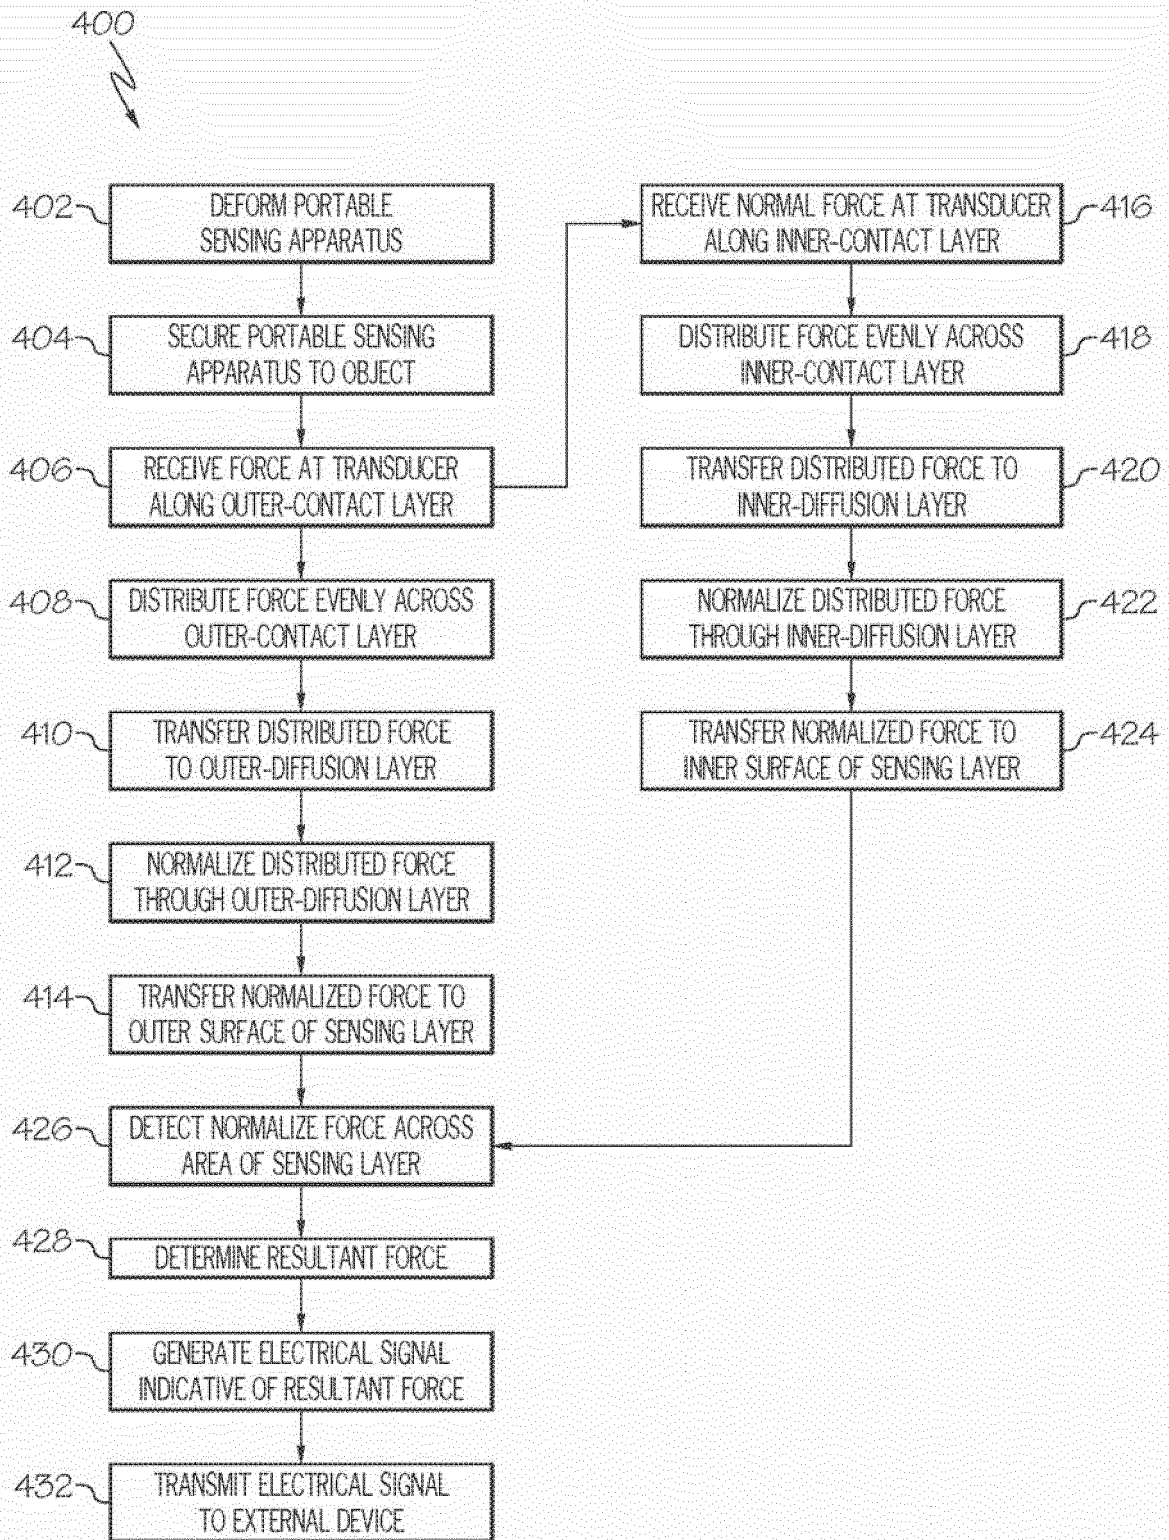 400
402
DEFORM PORTABLE
SENSING APPARATUS
404
SECURE PORTABLE SENSING
APPARATUS TO OBJECT
406
RECEIVE FORCE AT TRANSDUCER
ALONG OUTER-CONTACT LAYER
408
DISTRIBUTE FORCE EVENLY ACROSS
OUTER-CONTACT LAYER
410
TRANSFER DISTRIBUTED FORCE
TO OUTER-DIFFUSION LAYER
412
NORMALIZE DISTRIBUTED FORCE
THROUGH OUTER-DIFFUSION LAYER
414
TRANSFER NORMALIZED FORCE TO
OUTER SURFACE OF SENSING LAYER
RECEIVE NORMAL FORCE AT TRANSDUCER
ALONG INNER-CONTACT LAYER
416
DISTRIBUTE FORCE EVENLY ACROSS
INNER-CONTACT LAYER
418
TRANSFER DISTRIBUTED FORCE TO
INNER-DIFFUSION LAYER
420
NORMALIZE DISTRIBUTED FORCE
THROUGH INNER-DIFFUSION LAYER
422
TRANSFER NORMALIZED FORCE TO
INNER SURFACE OF SENSING LAYER
424
426
DETECT NORMALIZE FORCE ACROSS
AREA OF SENSING LAYER
428
DETERMINE RESULTANT FORCE
430
GENERATE ELECTRICAL SIGNAL
INDICATIVE OF RESULTANT FORCE
432
TRANSMIT ELECTRICAL SIGNAL
TO EXTERNAL DEVICE